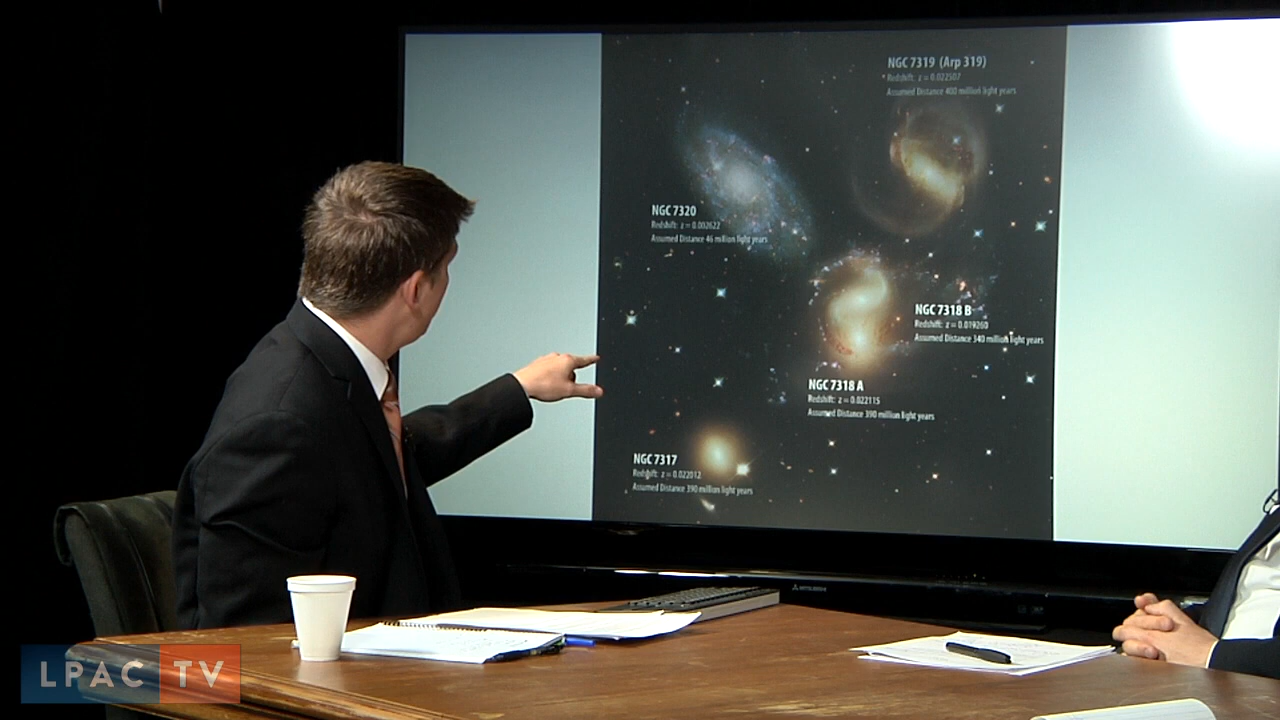 NGC 7319 (Arp 319)
Redshift: z = 0.022507
Assumed Distance 400 million light years
NGC 7320
Redshift: z = 0.002622
Assumed Distance 46 million light years
NGC 7318 B
Redshift: z = 0.019260
Assumed Distance 340 million light years
NGC 7318 A
Redshift: z = 0.022115
Assumed Distance 390 million light years
NGC 7317
Redshift: z = 0.022012
Assumed Distance 390 million light years
MITSUBISHI
LPAC TV